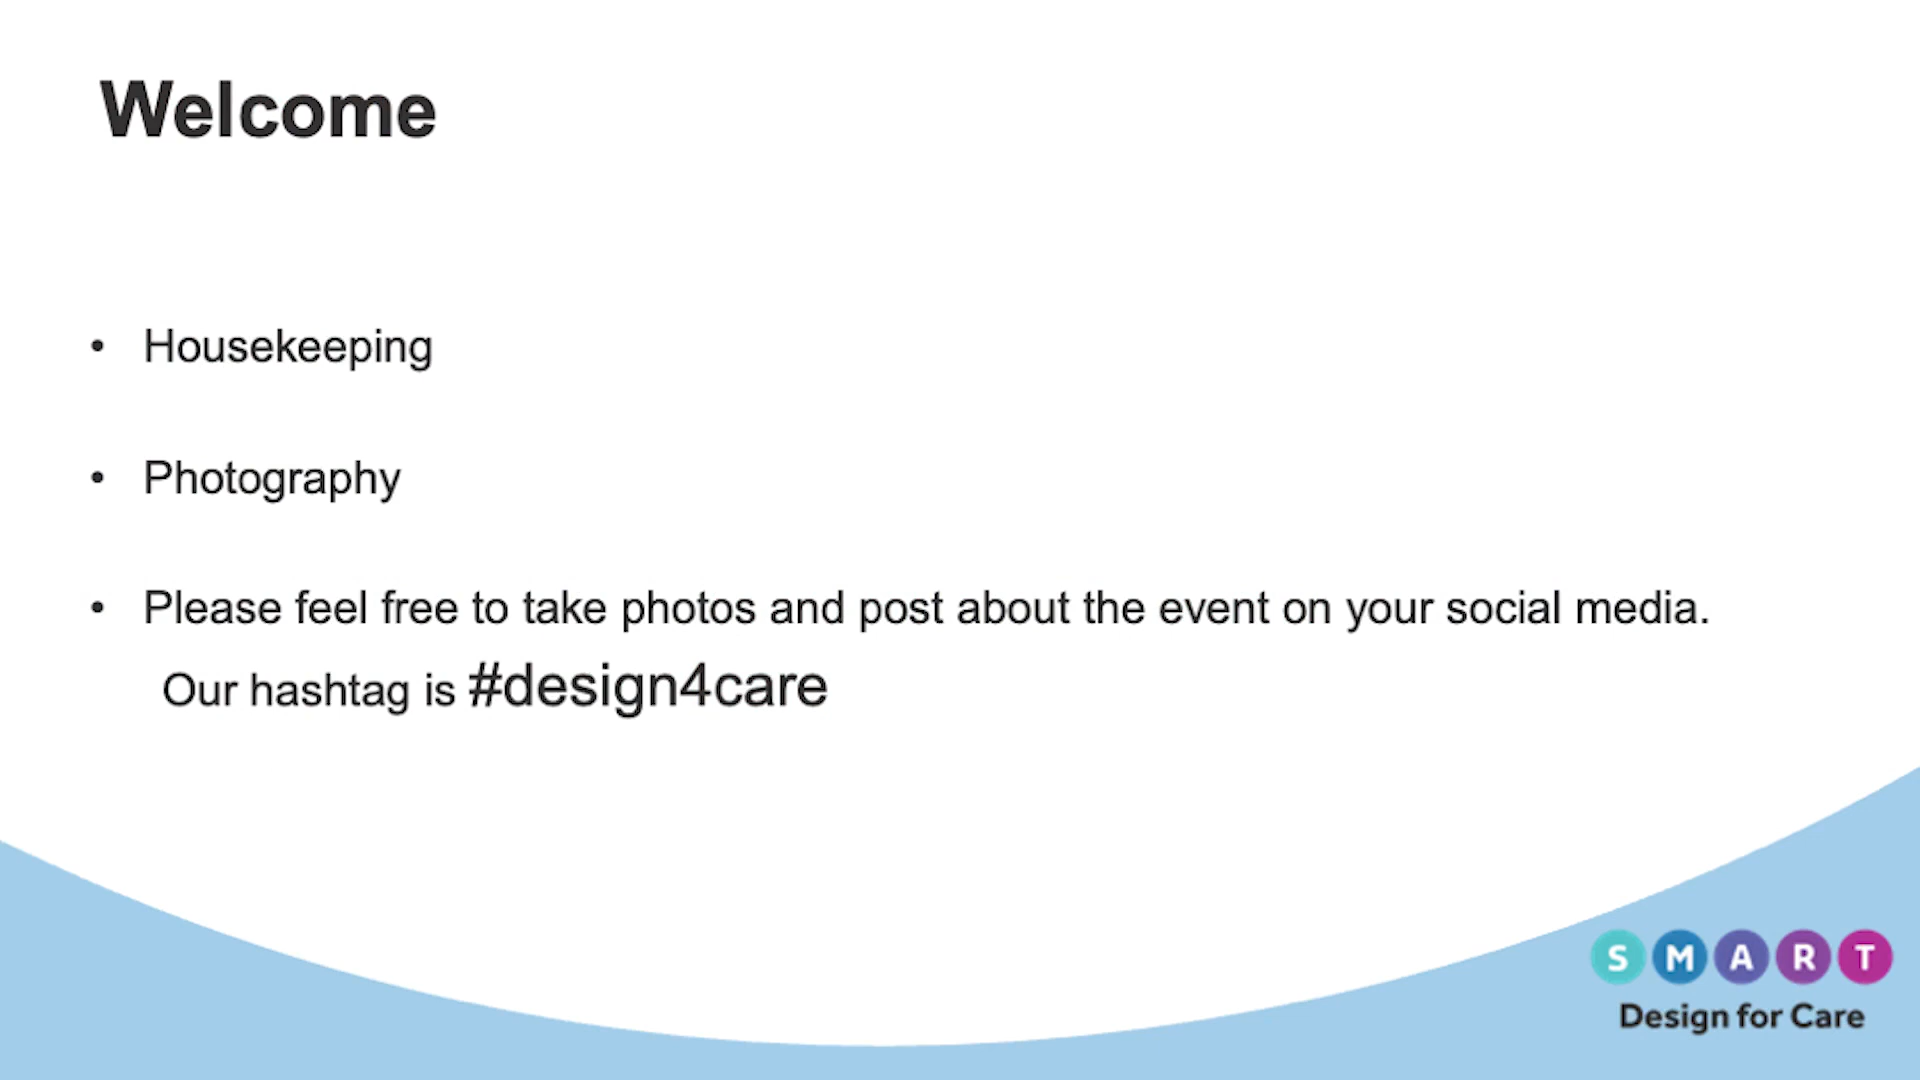 Welcome
• Housekeeping
• Photography
• Please feel free to take photos and post about the event on your social media.
Our hashtag is #design4care
SMART
Design for Care